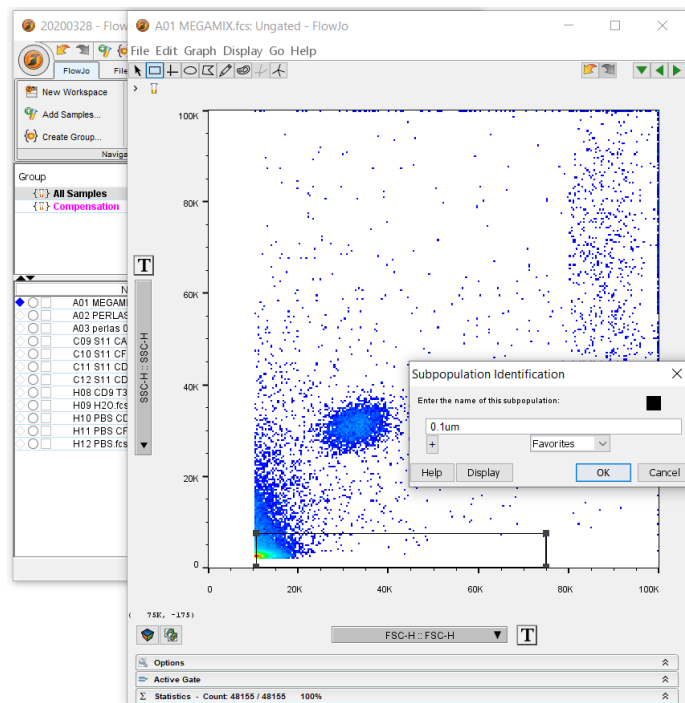 20200328 - Flow
A01 MEGAMIX.fcs: Ungated - FlowJo
File Edit Graph Display Go Help
FlowJo File
New Workspace
Add Samples...
Create Group...
Naviga
Group
{ } All Samples
{ } Compensation
N
A01 MEGAMI
A02 PERLAS
A03 perlas 0
C09 S11 CA
C10 S11 CF
C11 S11 CD
C12 S11 CD
H08 CD9 T3
H09 H2O.fcs
H10 PBS CD
H11 PBS CF
H12 PBS.fcs
T
SSC-H :: SSC-H
100K
80K
60K
40K
20K
0
0 20K 40K 60K 80K 100K
Subpopulation Identification
Enter the name of this subpopulation:
0.1um
+ Favorites
Help Display OK Cancel
( 75K, -175)
FSC-H :: FSC-H T
Options
Active Gate
Σ Statistics - Count: 48155 / 48155 100%